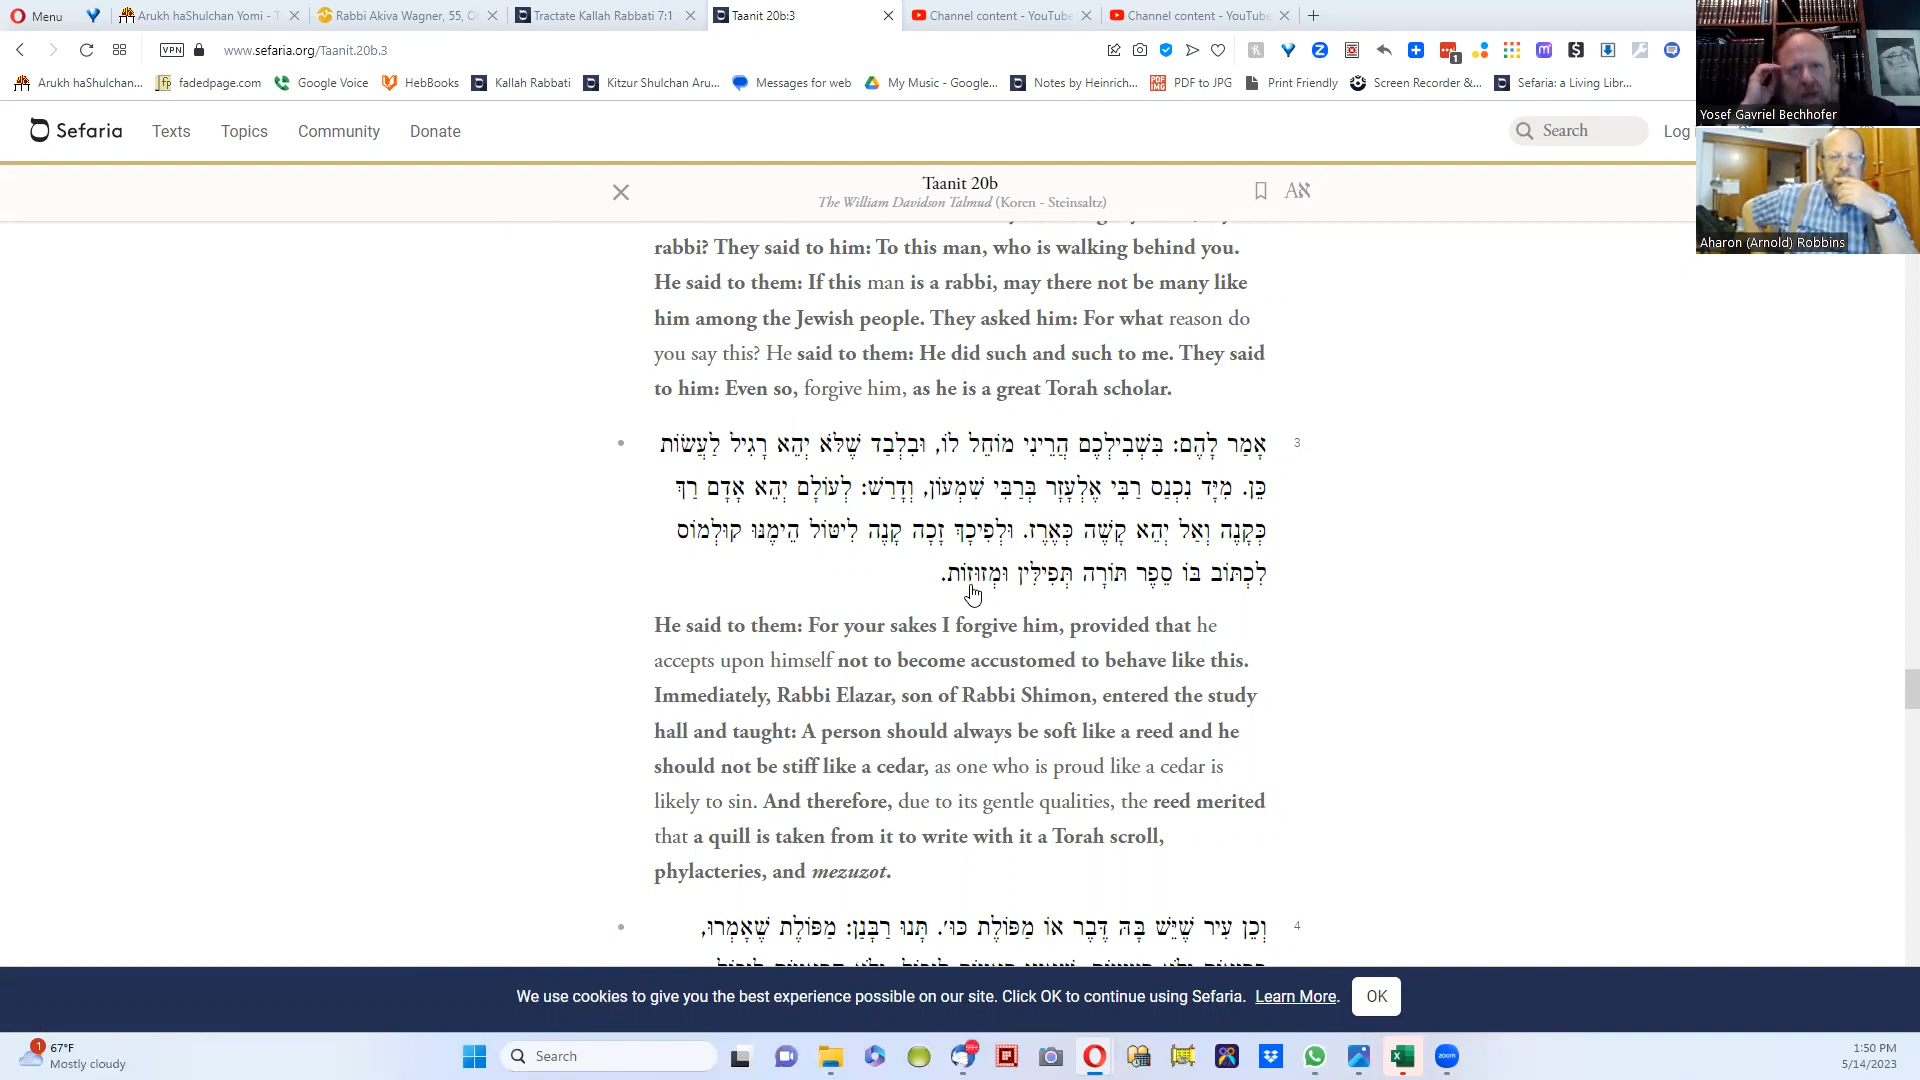 Menu
Arukh haShulchan Yomi - T
Rabbi Akiva Wagner, 55, O
Tractate Kallah Rabbati 7:1
Taanit 20b:3
Channel content - YouTube
Channel content - YouTube
VPN
www.sefaria.org/Taanit.20b.3
Arukh haShulchan...
fadedpage.com
Google Voice
HebBooks
Kallah Rabbati
Kitzur Shulchan Aru...
Messages for web
My Music - Google...
Notes by Heinrich...
PDF to JPG
Print Friendly
Screen Recorder &...
Sefaria: a Living Libr...
Yosef Gavriel Bechhofer
Aharon (Arnold) Robbins
Sefaria
Texts
Topics
Community
Donate
Search
Log
Taanit 20b
The William Davidson Talmud (Koren - Steinsaltz)
rabbi? They said to him: To this man, who is walking behind you.
He said to them: If this man is a rabbi, may there not be many like
him among the Jewish people. They asked him: For what reason do
you say this? He said to them: He did such and such to me. They said
to him: Even so, forgive him, as he is a great Torah scholar.
3
אָמַר לָהֶם: בִּשְׁבִילְכֶם הֲרֵינִי מוֹחֵל לוֹ, וּבִלְבַד שֶׁלֹּא יְהֵא רָגִיל לַעֲשׂוֹת
כֵּן. מִיָּד נִכְנַס רַבִּי אֶלְעָזָר בְּרַבִּי שִׁמְעוֹן, וְדָרַשׁ: לְעוֹלָם יְהֵא אָדָם רַךְ
כְּקָנֶה וְאַל יְהֵא קָשֶׁה כְּאֶרֶז. וּלְפִיכָךְ זָכָה קָנֶה לִיטּוֹל הֵימֶנּוּ קוּלְמוֹס
לִכְתּוֹב בּוֹ סֵפֶר תּוֹרָה תְּפִילִּין וּמְזוּזוֹת.
He said to them: For your sakes I forgive him, provided that he
accepts upon himself not to become accustomed to behave like this.
Immediately, Rabbi Elazar, son of Rabbi Shimon, entered the study
hall and taught: A person should always be soft like a reed and he
should not be stiff like a cedar, as one who is proud like a cedar is
likely to sin. And therefore, due to its gentle qualities, the reed merited
that a quill is taken from it to write with it a Torah scroll,
phylacteries, and mezuzot.
4
וְכֵן עִיר שֶׁיֵּשׁ בָּהּ דֶּבֶר אוֹ מַפּוֹלֶת כּוּ׳. תָּנוּ רַבָּנַן: מַפּוֹלֶת שֶׁאָמְרוּ,
We use cookies to give you the best experience possible on our site. Click OK to continue using Sefaria. Learn More.
OK
1
67°F
Mostly cloudy
Search
99+
zoom
1:50 PM
5/14/2023